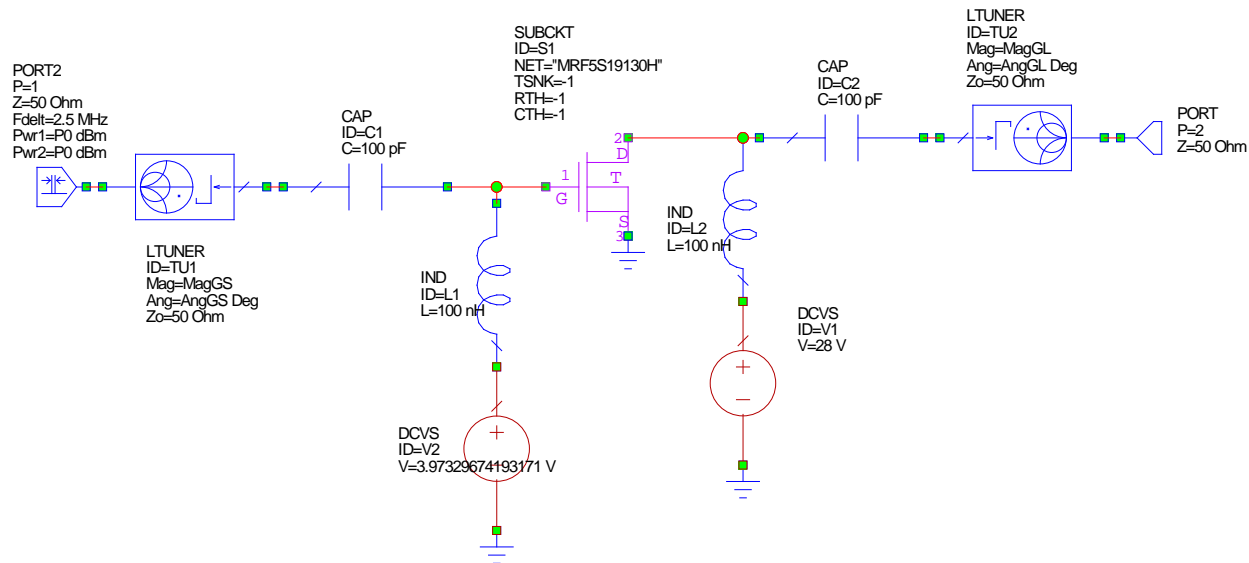 PORT2
P=1
Z=50 Ohm
Fdelt=2.5 MHz
Pwr1=P0 dBm
Pwr2=P0 dBm
LTUNER
ID=TU1
Mag=MagGS
Ang=AngGS Deg
Zo=50 Ohm
CAP
ID=C1
C=100 pF
IND
ID=L1
L=100 nH
DCVS
ID=V2
V=3.97329674193171 V
SUBCKT
ID=S1
NET="MRF5S19130H"
TSNK=-1
RTH=-1
CTH=-1
2
D
1
T
G
S
3
IND
ID=L2
L=100 nH
DCVS
ID=V1
V=28 V
CAP
ID=C2
C=100 pF
LTUNER
ID=TU2
Mag=MagGL
Ang=AngGL Deg
Zo=50 Ohm
PORT
P=2
Z=50 Ohm